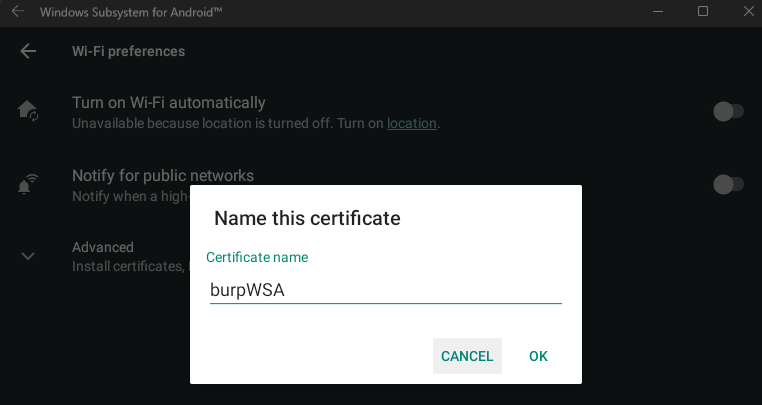 Windows Subsystem for Android™
Wi-Fi preferences
Turn on Wi-Fi automatically
Unavailable because location is turned off. Turn on location.
Notify for public networks
Notify when a high-
Name this certificate
Certificate name
burpWSA
Advanced
Install certificates,
CANCEL
OK